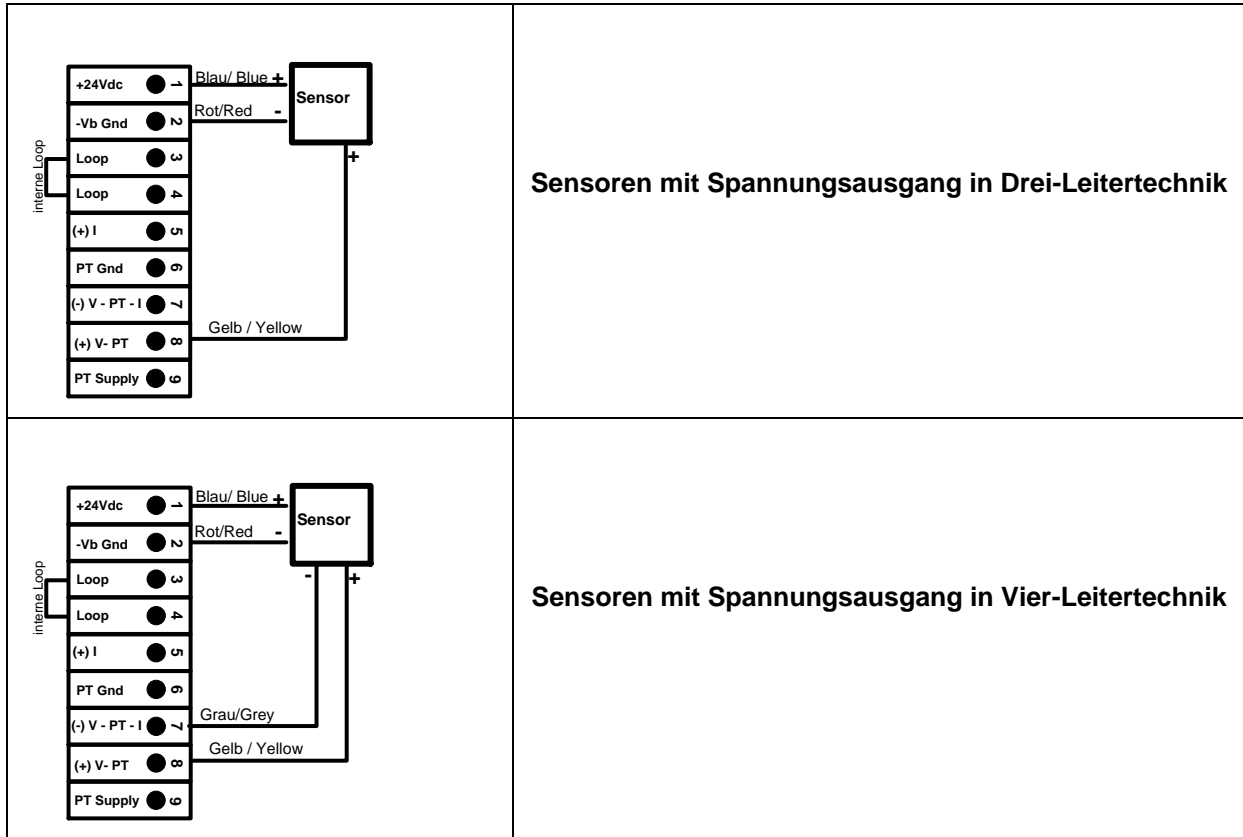 +24Vdc 1 Blau/ Blue +
Sensor
-Vb Gnd 2 Rot/Red -
interne Loop
Loop 3
+
Loop 4
(+) I 5
PT Gnd 6
(-) V - PT - I 7
Gelb / Yellow
(+) V- PT 8
PT Supply 9
Sensoren mit Spannungsausgang in Drei-Leitertechnik
+24Vdc 1 Blau/ Blue +
Sensor
-Vb Gnd 2 Rot/Red -
interne Loop
Loop 3
- +
Loop 4
(+) I 5
PT Gnd 6
Grau/Grey
(-) V - PT - I 7
Gelb / Yellow
(+) V- PT 8
PT Supply 9
Sensoren mit Spannungsausgang in Vier-Leitertechnik